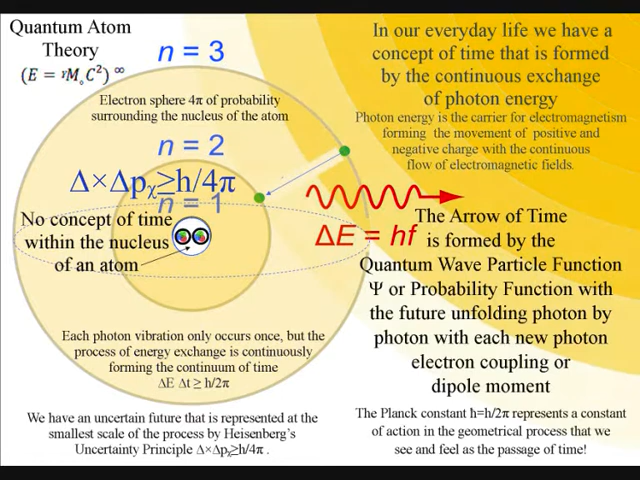 Quantum Atom
Theory
(E = ᵞM˳C²)∞
n = 3
Electron sphere 4π of probability
surrounding the nucleus of the atom
n = 2
Δ×Δpᵪ≥h/4π
n = 1
No concept of time
within the nucleus
of an atom
Each photon vibration only occurs once, but the
process of energy exchange is continuously
forming the continuum of time
ΔE Δt ≥ h/2π
We have an uncertain future that is represented at the
smallest scale of the process by Heisenberg's
Uncertainty Principle Δ×Δpᵪ≥h/4π .
In our everyday life we have a
concept of time that is formed
by the continuous exchange
of photon energy
Photon energy is the carrier for electromagnetism
forming the movement of positive and
negative charge with the continuous
flow of electromagnetic fields.
ΔE = hf
The Arrow of Time
is formed by the
Quantum Wave Particle Function
Ψ or Probability Function with
the future unfolding photon by
photon with each new photon
electron coupling or
dipole moment
The Planck constant ħ=h/2π represents a constant
of action in the geometrical process that we
see and feel as the passage of time!